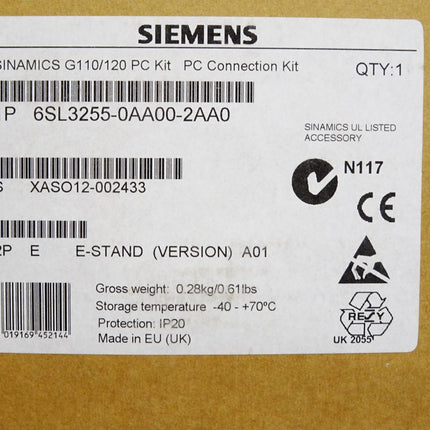 SIEMENS
SINAMICS G110/120 PC Kit PC Connection Kit
QTY:1
P 6SL3255-0AA00-2AA0
SINAMICS UL LISTED
ACCESSORY
N117
S XASO12-002433
CE
2P E E-STAND (VERSION) A01
Gross weight: 0.28kg/0.61lbs
Storage temperature -40 - +70°C
Protection: IP20
Made in EU (UK)
019169 452144
RESY
UK 2055